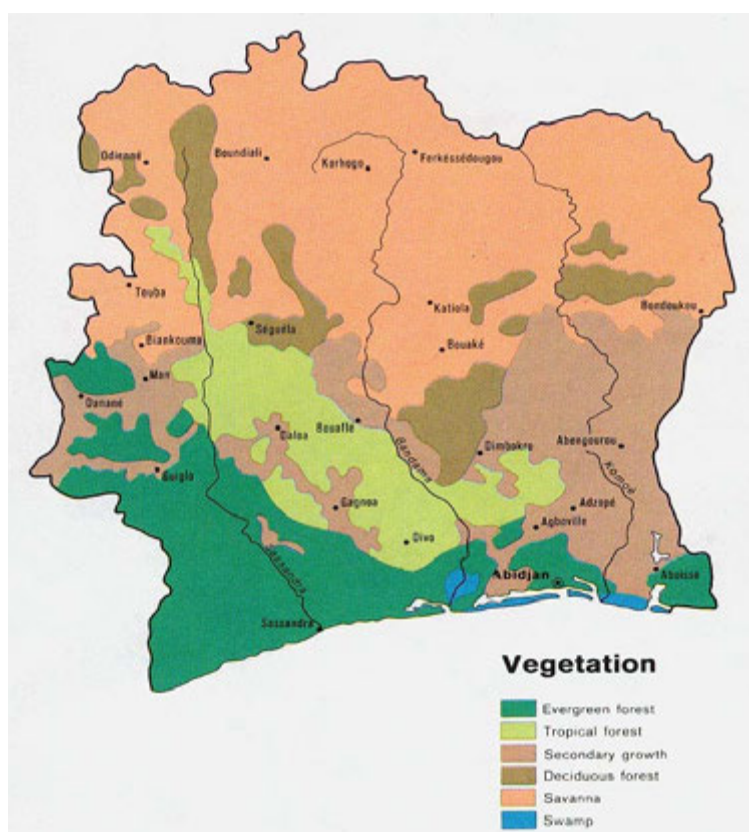 Odienné
Boundiali
Korhogo
Ferkéssédougou
Touba
Katiola
Bondoukou
Séguéla
Biankouma
Bouaké
Man
Danané
Daloa
Bouaflé
Bandama
Dimbokro
Abengourou
Komoé
Guiglo
Gagnoa
Adzopé
Agboville
Divo
Sassandra
Abidjan
Aboisso
Sassandra
Vegetation
Evergreen forest
Tropical forest
Secondary growth
Deciduous forest
Savanna
Swamp